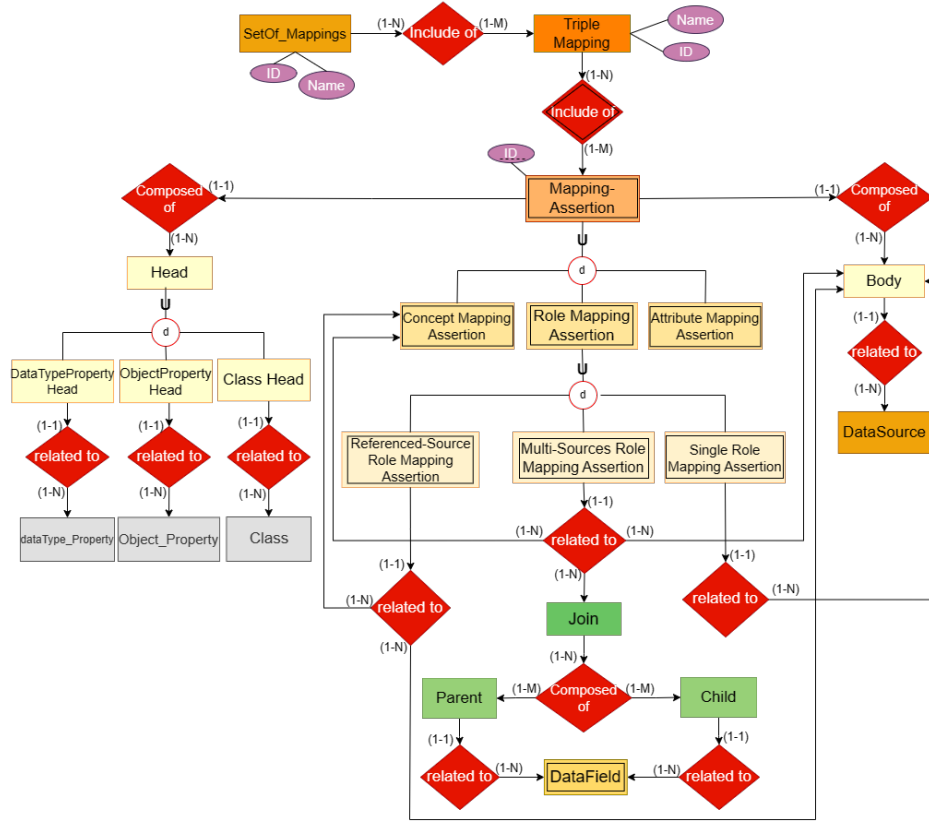 (1-N)
(1-M)
SetOf_Mappings
Include of
Triple
Mapping
Name
ID
ID
Name
(1-N)
Include of
(1-M)
ID
Composed
of
(1-1)
Mapping-
Assertion
(1-1)
Composed
of
(1-N)
(1-N)
Head
U
d
Body
U
d
(1-1)
Concept Mapping
Assertion
Role Mapping
Assertion
Attribute Mapping
Assertion
related to
(1-N)
DataTypeProperty
Head
ObjectProperty
Head
Class Head
U
d
DataSource
(1-1)
(1-1)
(1-1)
related to
related to
related to
Referenced-Source
Role Mapping
Assertion
Multi-Sources Role
Mapping Assertion
Single Role
Mapping Assertion
(1-N)
(1-N)
(1-N)
(1-1)
dataType_Property
Object_Property
Class
(1-N)
related to
(1-N)
(1-1)
(1-1)
(1-N)
(1-N)
related to
(1-N)
related to
(1-N)
Join
(1-N)
(1-N)
Parent
(1-M)
Composed
of
(1-M)
Child
(1-1)
(1-1)
related to
(1-N)
DataField
(1-N)
related to